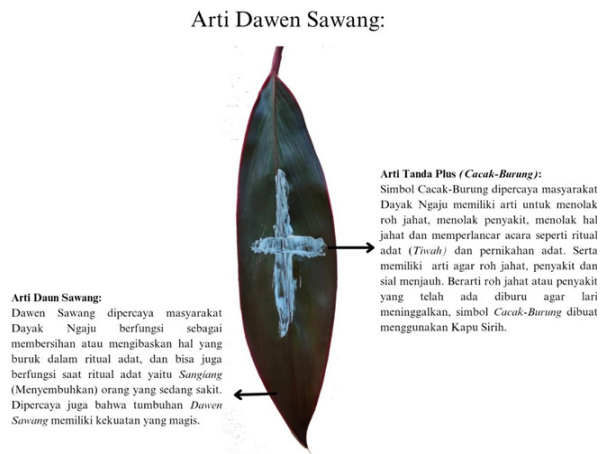 Arti Dawen Sawang:
Arti Tanda Plus (Cacak-Burung):
Simbol Cacak-Burung dipercaya masyarakat
Dayak Ngaju memiliki arti untuk menolak
roh jahat, menolak penyakit, menolak hal
jahat dan memperlancar acara seperti ritual
adat (Tiwah) dan pernikahan adat. Serta
memiliki arti agar roh jahat, penyakit dan
sial menjauh. Berarti roh jahat atau penyakit
yang telah ada diburu agar lari
meninggalkan, simbol Cacak-Burung dibuat
menggunakan Kapu Sirih.
Arti Daun Sawang:
Dawen Sawang dipercaya masyarakat
Dayak Ngaju berfungsi sebagai
membersihan atau mengibaskan hal yang
buruk dalam ritual adat, dan bisa juga
berfungsi saat ritual adat yaitu Sangiang
(Menyembuhkan) orang yang sedang sakit.
Dipercaya juga bahwa tumbuhan Dawen
Sawang memiliki kekuatan yang magis.